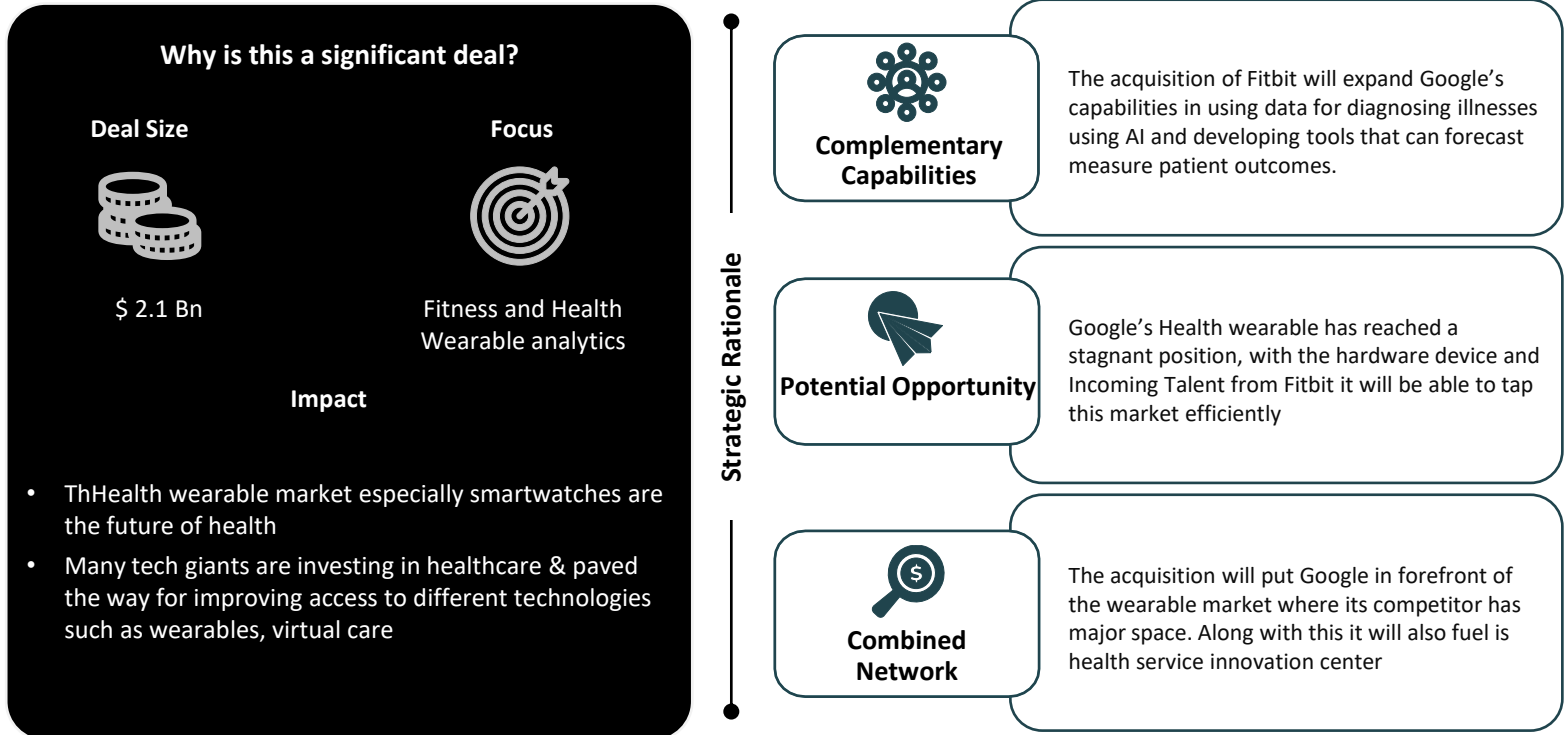 Why is this a significant deal?
Deal Size
Focus
$ 2.1 Bn
Fitness and Health
Wearable analytics
Impact
• ThHealth wearable market especially smartwatches are
the future of health
• Many tech giants are investing in healthcare & paved
the way for improving access to different technologies
such as wearables, virtual care
Strategic Rationale
Complementary
Capabilities
The acquisition of Fitbit will expand Google’s
capabilities in using data for diagnosing illnesses
using AI and developing tools that can forecast
measure patient outcomes.
Potential Opportunity
Google’s Health wearable has reached a
stagnant position, with the hardware device and
Incoming Talent from Fitbit it will be able to tap
this market efficiently
$
Combined
Network
The acquisition will put Google in forefront of
the wearable market where its competitor has
major space. Along with this it will also fuel is
health service innovation center